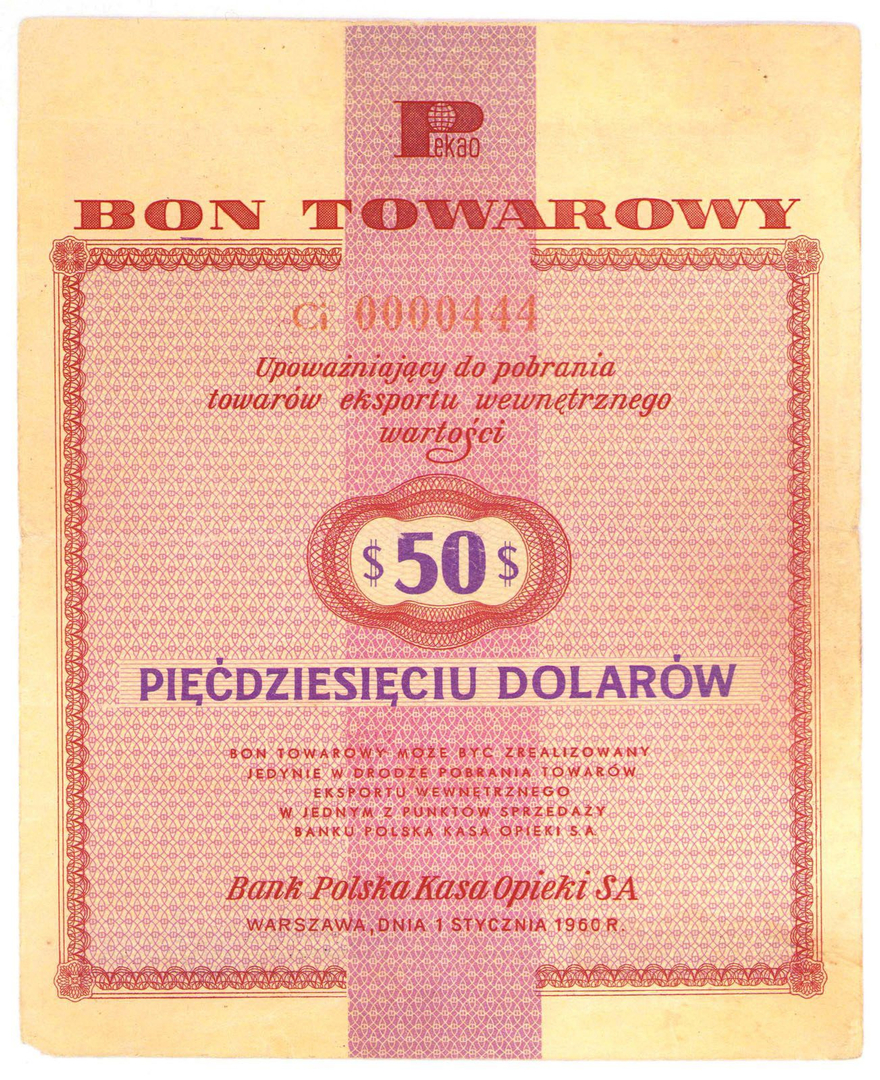 Pekao
BON TOWAROWY
Ci 0000444
Upoważniający do pobrania
towarów eksportu wewnętrznego
wartości
$ 50 $
PIĘĆDZIESIĘCIU DOLARÓW
BON TOWAROWY MOŻE BYĆ ZREALIZOWANY
JEDYNIE W DRODZE POBRANIA TOWARÓW
EKSPORTU WEWNĘTRZNEGO
W JEDNYM Z PUNKTÓW SPRZEDAŻY
BANKU POLSKA KASA OPIEKI S.A.
Bank Polska Kasa Opieki SA
WARSZAWA, DNIA 1 STYCZNIA 1960 R.